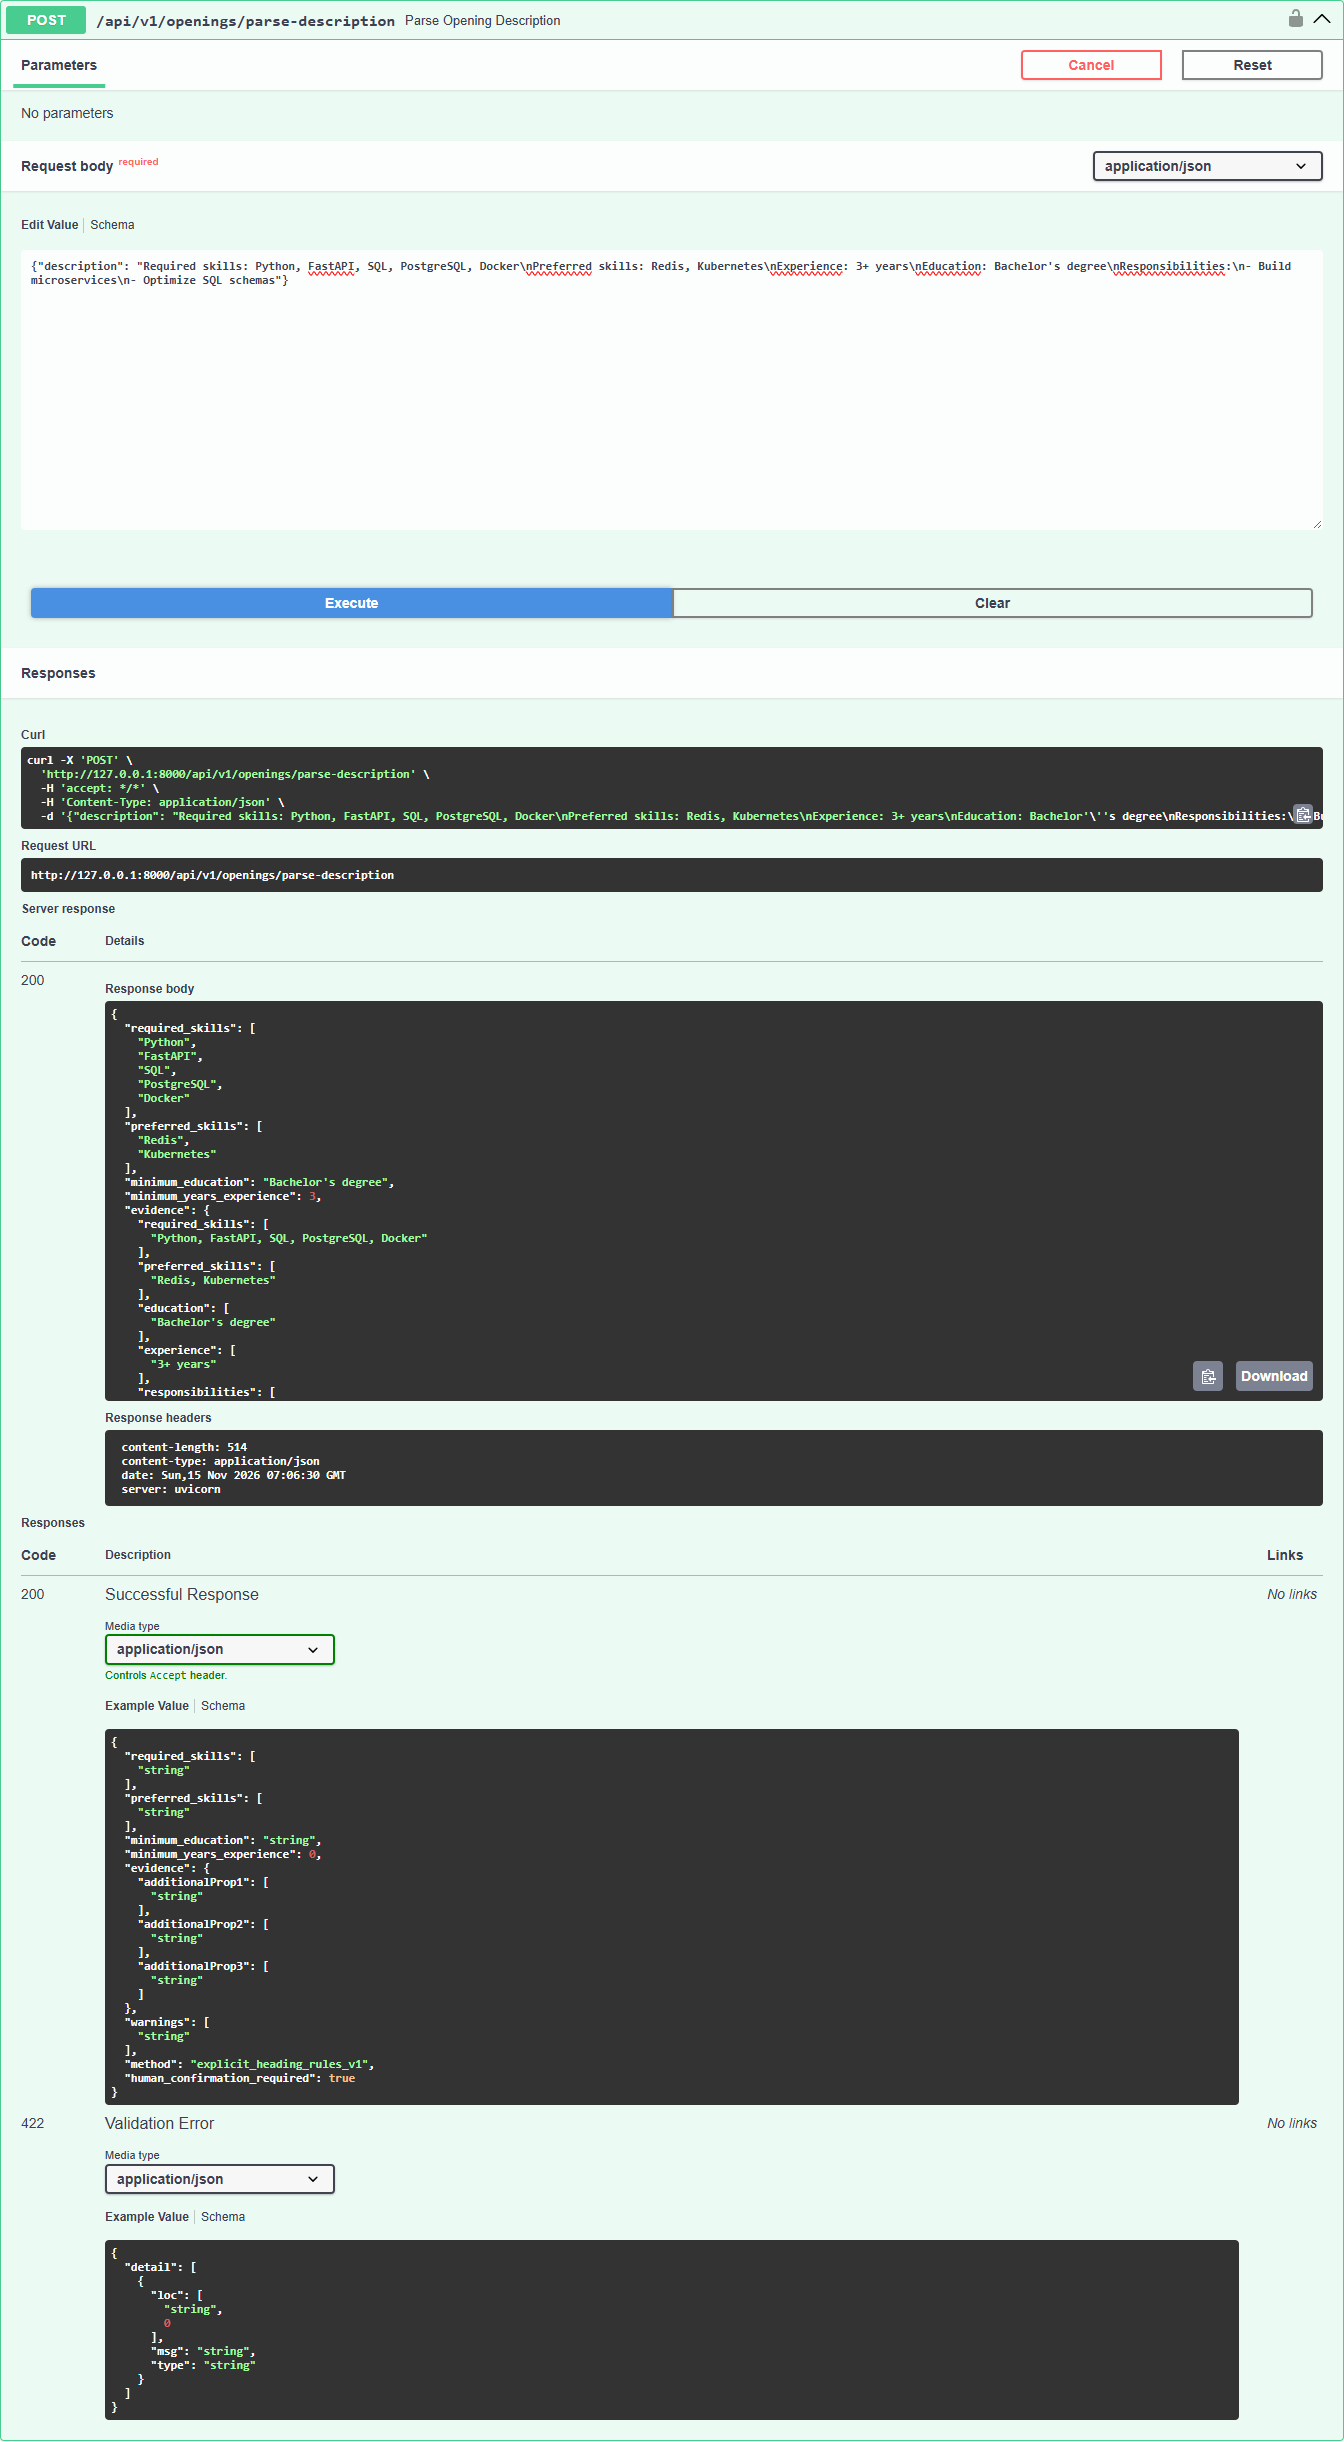 POST /api/v1/openings/parse-description Parse Opening Description
Parameters Cancel Reset
No parameters
Request body required application/json
Edit Value Schema
{"description": "Required skills: Python, FastAPI, SQL, PostgreSQL, Docker\nPreferred skills: Redis, Kubernetes\nExperience: 3+ years\nEducation: Bachelor's degree\nResponsibilities:\n- Build
microservices\n- Optimize SQL schemas"}
Execute Clear
Responses
Curl
curl -X 'POST' \
'http://127.0.0.1:8000/api/v1/openings/parse-description' \
-H 'accept: */*' \
-H 'Content-Type: application/json' \
-d '{"description": "Required skills: Python, FastAPI, SQL, PostgreSQL, Docker\nPreferred skills: Redis, Kubernetes\nExperience: 3+ years\nEducation: Bachelor'\''s degree\nResponsibilities:\
Request URL
http://127.0.0.1:8000/api/v1/openings/parse-description
Server response
Code Details
200
Response body
{
"required_skills": [
"Python",
"FastAPI",
"SQL",
"PostgreSQL",
"Docker"
],
"preferred_skills": [
"Redis",
"Kubernetes"
],
"minimum_education": "Bachelor's degree",
"minimum_years_experience": 3,
"evidence": {
"required_skills": [
"Python, FastAPI, SQL, PostgreSQL, Docker"
],
"preferred_skills": [
"Redis, Kubernetes"
],
"education": [
"Bachelor's degree"
],
"experience": [
"3+ years"
],
"responsibilities": [
Download
Response headers
content-length: 514
content-type: application/json
date: Sun,15 Nov 2026 07:06:30 GMT
server: uvicorn
Responses
Code Description Links
200 Successful Response No links
Media type
application/json
Controls Accept header.
Example Value Schema
{
"required_skills": [
"string"
],
"preferred_skills": [
"string"
],
"minimum_education": "string",
"minimum_years_experience": 0,
"evidence": {
"additionalProp1": [
"string"
],
"additionalProp2": [
"string"
],
"additionalProp3": [
"string"
]
},
"warnings": [
"string"
],
"method": "explicit_heading_rules_v1",
"human_confirmation_required": true
}
422 Validation Error No links
Media type
application/json
Example Value Schema
{
"detail": [
{
"loc": [
"string",
0
],
"msg": "string",
"type": "string"
}
]
}